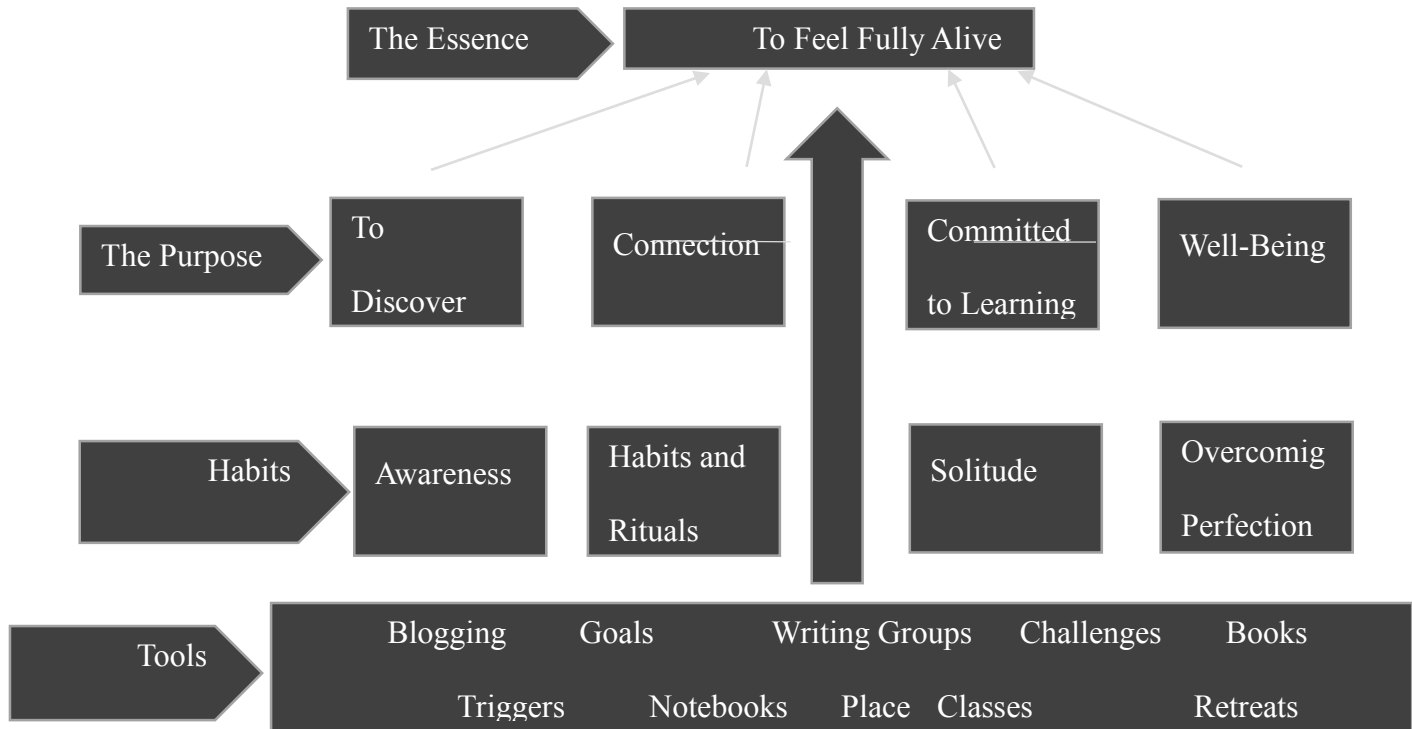 The Essence
To Feel Fully Alive
The Purpose
To
Discover
Connection
Committed
to Learning
Well-Being
Habits
Awareness
Habits and
Rituals
Solitude
Overcomig
Perfection
Tools
Blogging Goals Writing Groups Challenges Books
Triggers Notebooks Place Classes Retreats